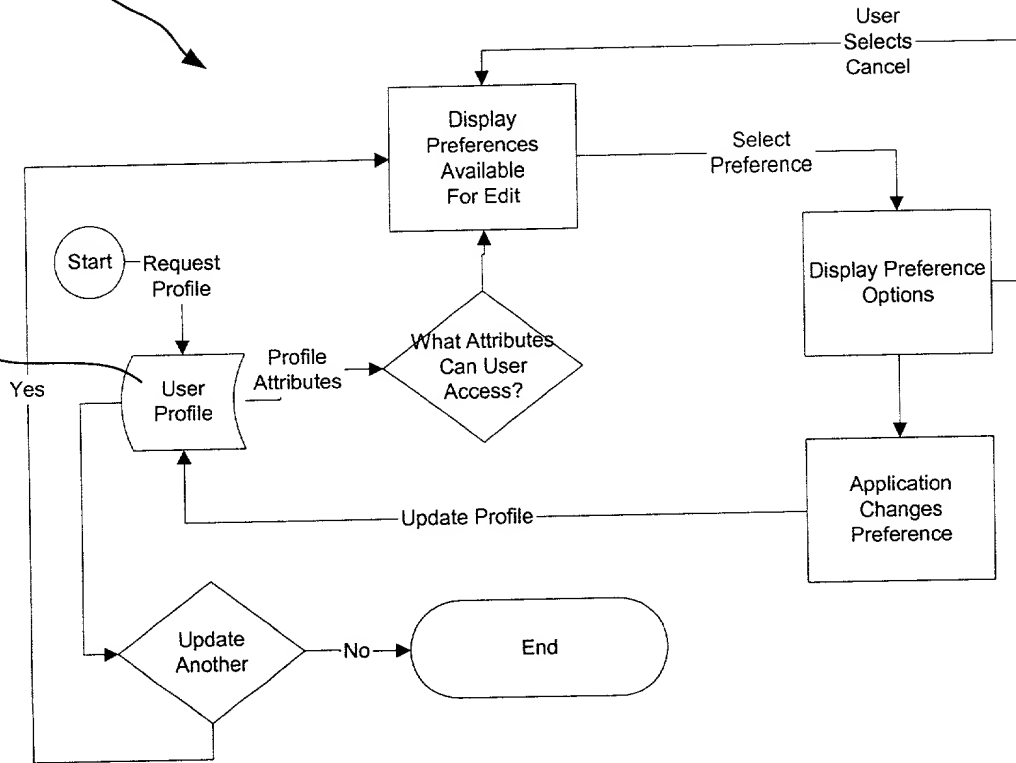 User
Selects
Cancel
Display
Preferences
Available
For Edit
Select
Preference
Start
Request
Profile
Display Preference
Options
What Attributes
Can User
Access?
Profile
Attributes
Yes
User
Profile
Application
Changes
Preference
Update Profile
Update
Another
No
End